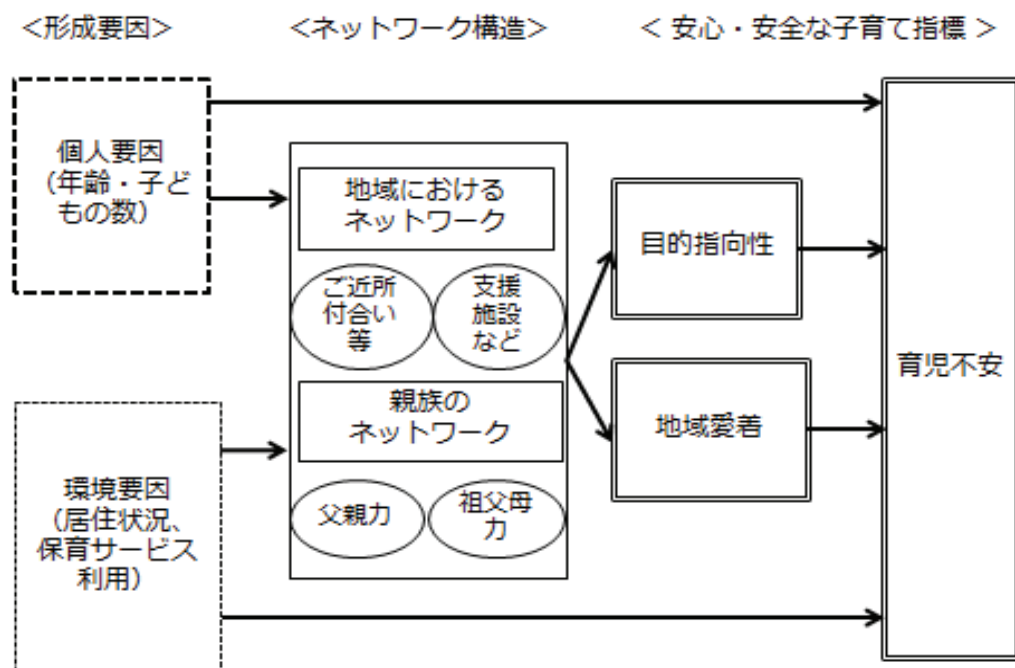 <形成要因>
<ネットワーク構造>
< 安心・安全な子育て指標 >
個人要因
(年齢・子ど
もの数)
環境要因
(居住状況、
保育サービス
利用)
地域における
ネットワーク
ご近所
付合い
等
支援
施設
など
親族の
ネットワーク
父親力
祖父母
力
目的指向性
地域愛着
育児不安